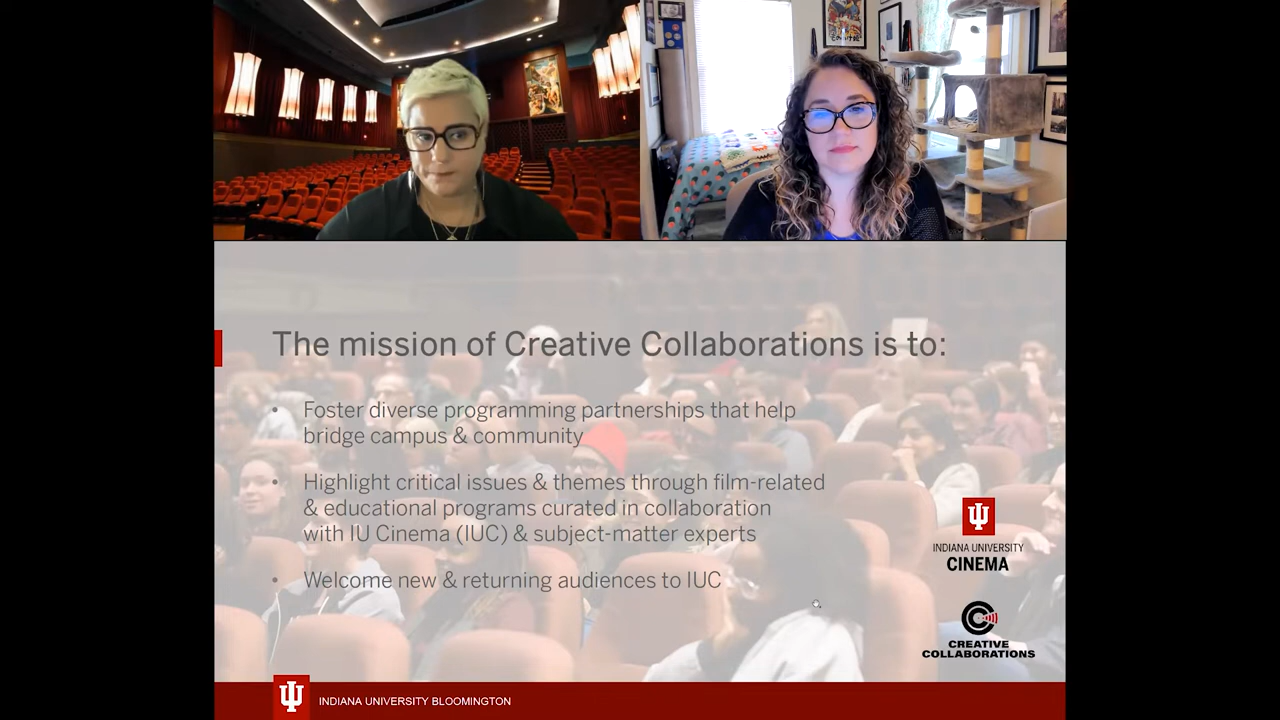 The mission of Creative Collaborations is to:
• Foster diverse programming partnerships that help
bridge campus & community
• Highlight critical issues & themes through film-related
& educational programs curated in collaboration
with IU Cinema (IUC) & subject-matter experts
• Welcome new & returning audiences to IUC
INDIANA UNIVERSITY
CINEMA
CREATIVE
COLLABORATIONS
INDIANA UNIVERSITY BLOOMINGTON